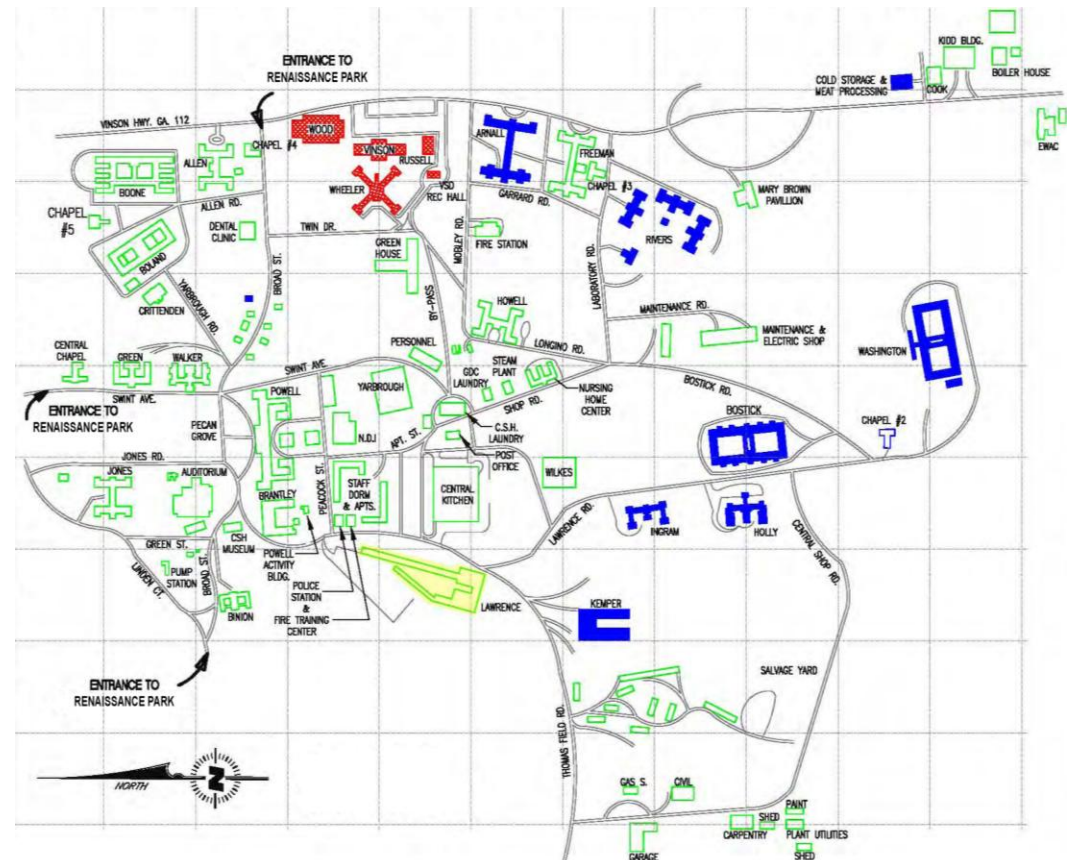 ENTRANCE TO
RENAISSANCE PARK
KIDD BLDG.
COLD STORAGE &
MEAT PROCESSING
COOK
BOILER HOUSE
VINSON HWY. GA. 112
WOOD
CHAPEL #4
ALLEN
VINSON
RUSSELL
ARNALL
FREEMAN
EWAC
BOONE
WHEELER
VSD
REC HALL
CHAPEL #3
GARRARD RD.
MARY BROWN
PAVILLION
ALLEN RD.
CHAPEL
#5
DENTAL
CLINIC
TWIN DR.
MOBLEY RD.
FIRE STATION
RIVERS
BOLAND
GREEN
HOUSE
BROAD ST.
LABORATORY RD.
CRITTENDEN
YARBROUGH RD.
BY-PASS
HOWELL
MAINTENANCE RD.
MAINTENANCE &
ELECTRIC SHOP
WASHINGTON
CENTRAL
CHAPEL
GREEN
WALKER
PERSONNEL
LONGINO RD.
SWINT AVE.
STEAM
PLANT
GDC
LAUNDRY
NURSING
HOME
CENTER
BOSTICK RD.
SWINT AVE.
POWELL
YARBROUGH
SHOP RD.
ENTRANCE TO
RENAISSANCE PARK
PECAN
GROVE
N.D.I
APT. ST.
C.S.H.
LAUNDRY
POST
OFFICE
BOSTICK
CHAPEL #2
JONES RD.
JONES
AUDITORIUM
BRANTLEY
PEACOCK ST.
STAFF
DORM
& APTS.
CENTRAL
KITCHEN
WILKES
LAWRENCE RD.
INGRAM
HOLLY
CENTRAL SHOP RD.
GREEN ST.
CSH
MUSEUM
POWELL
ACTIVITY
BLDG.
PUMP
STATION
LINDEN CT.
BROAD ST
BINION
POLICE
STATION
&
FIRE TRAINING
CENTER
LAWRENCE
KEMPER
ENTRANCE TO
RENAISSANCE PARK
SALVAGE YARD
THOMAS FIELD RD.
NORTH
N
GAS S.
CIVIL
PAINT
SHED
CARPENTRY
PLANT UTILITIES
GARAGE
SHED